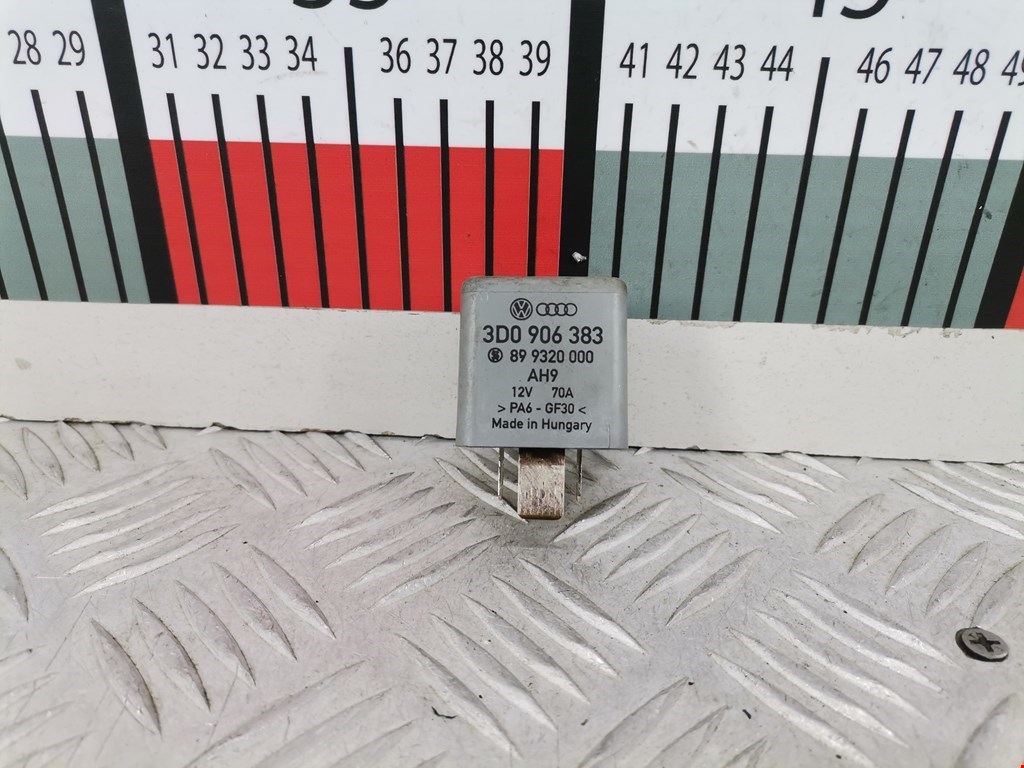 28 29 31 32 33 34 36 37 38 39 41 42 43 44 46 47 48 49
3D0 906 383
89 9320 000
AH9
12V 70A
> PA6 - GF30 <
Made in Hungary